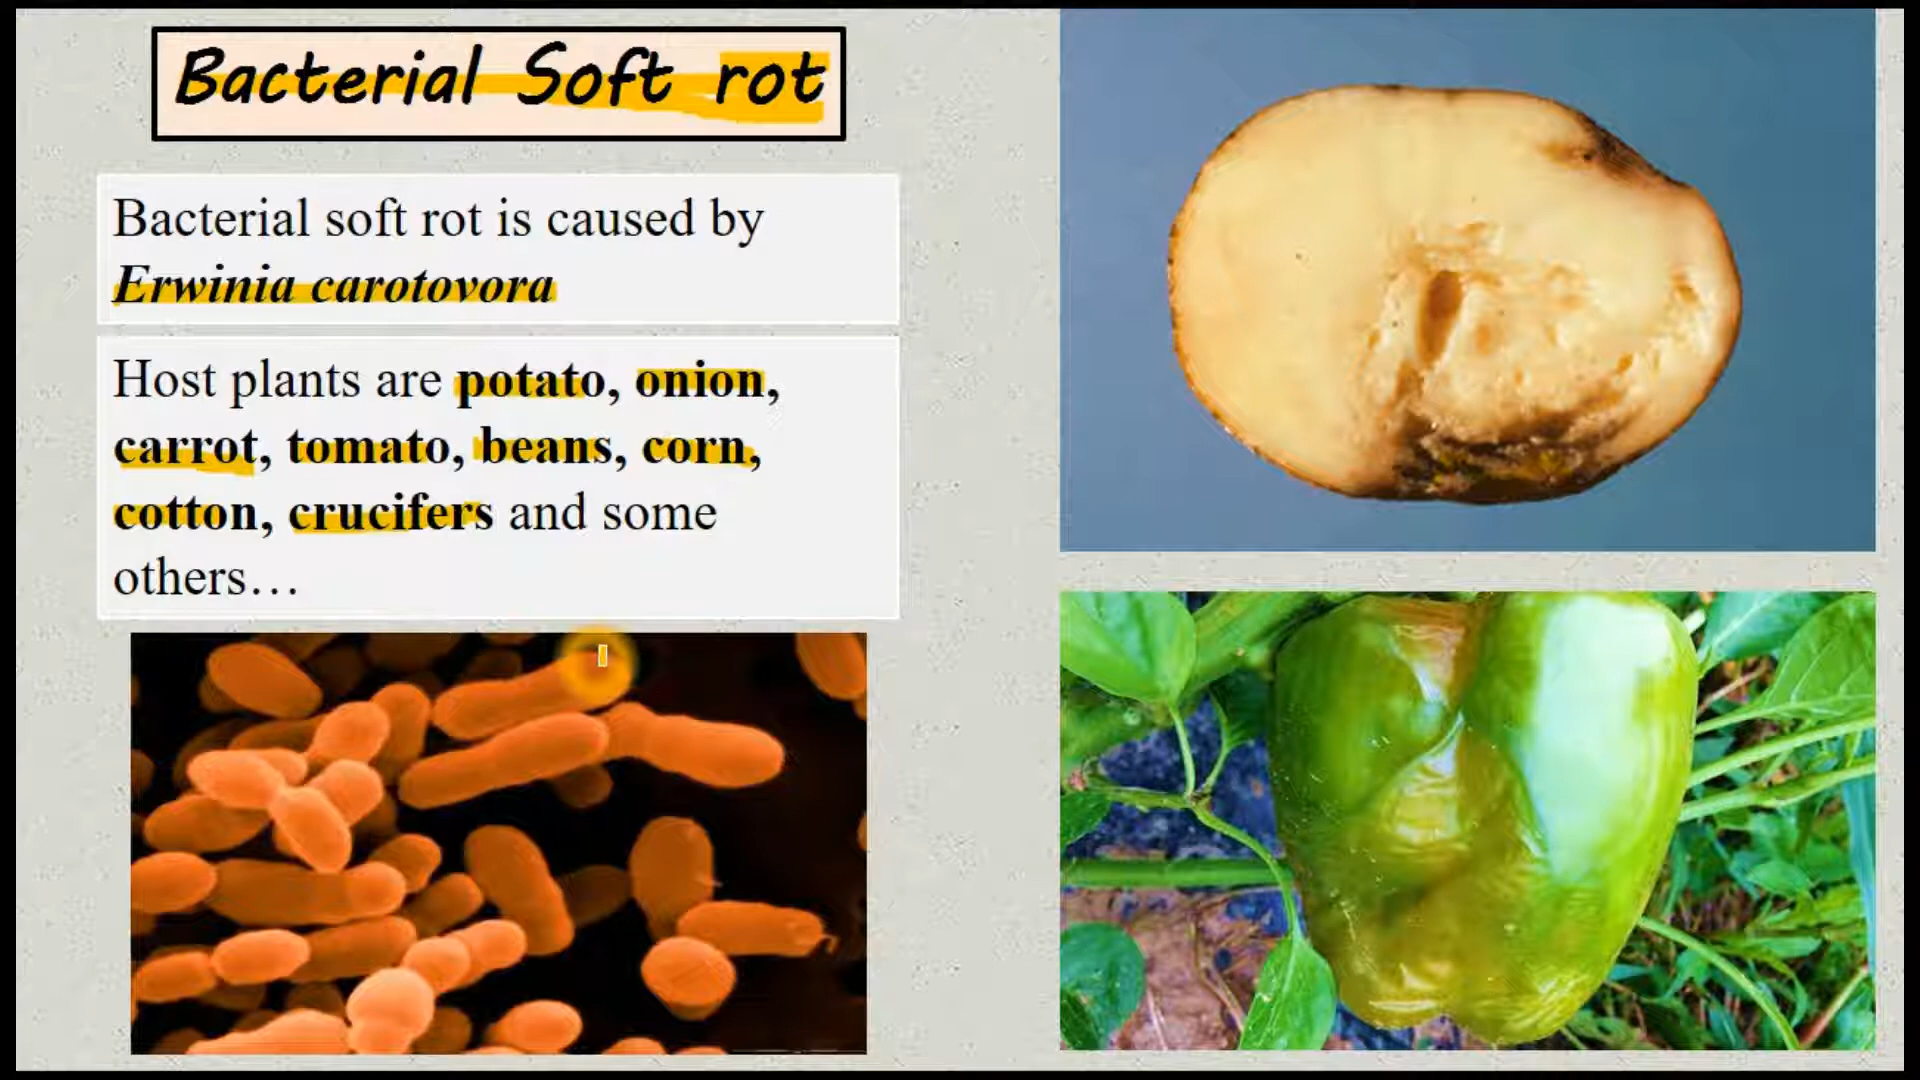 Bacterial Soft rot
Bacterial soft rot is caused by
Erwinia carotovora
Host plants are potato, onion,
carrot, tomato, beans, corn,
cotton, crucifers and some
others…